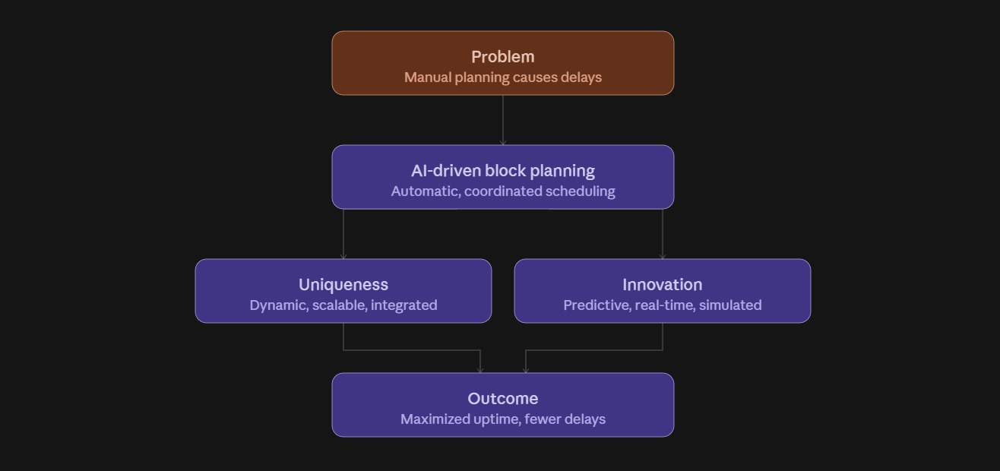 Problem
Manual planning causes delays
AI-driven block planning
Automatic, coordinated scheduling
Uniqueness
Dynamic, scalable, integrated
Innovation
Predictive, real-time, simulated
Outcome
Maximized uptime, fewer delays